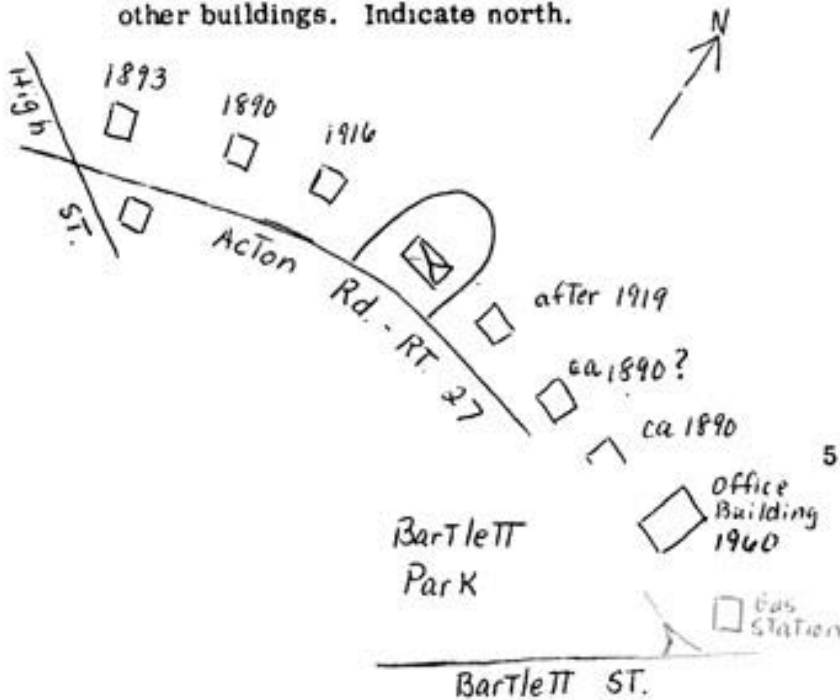 other buildings. Indicate north.
N
High
ST.
1893
1890
1916
Acton
Rd. - RT. 27
after 1919
ca 1890?
ca 1890
5
Office
Building
1960
Bartlett
Park
Gas
Station
Bartlett ST.